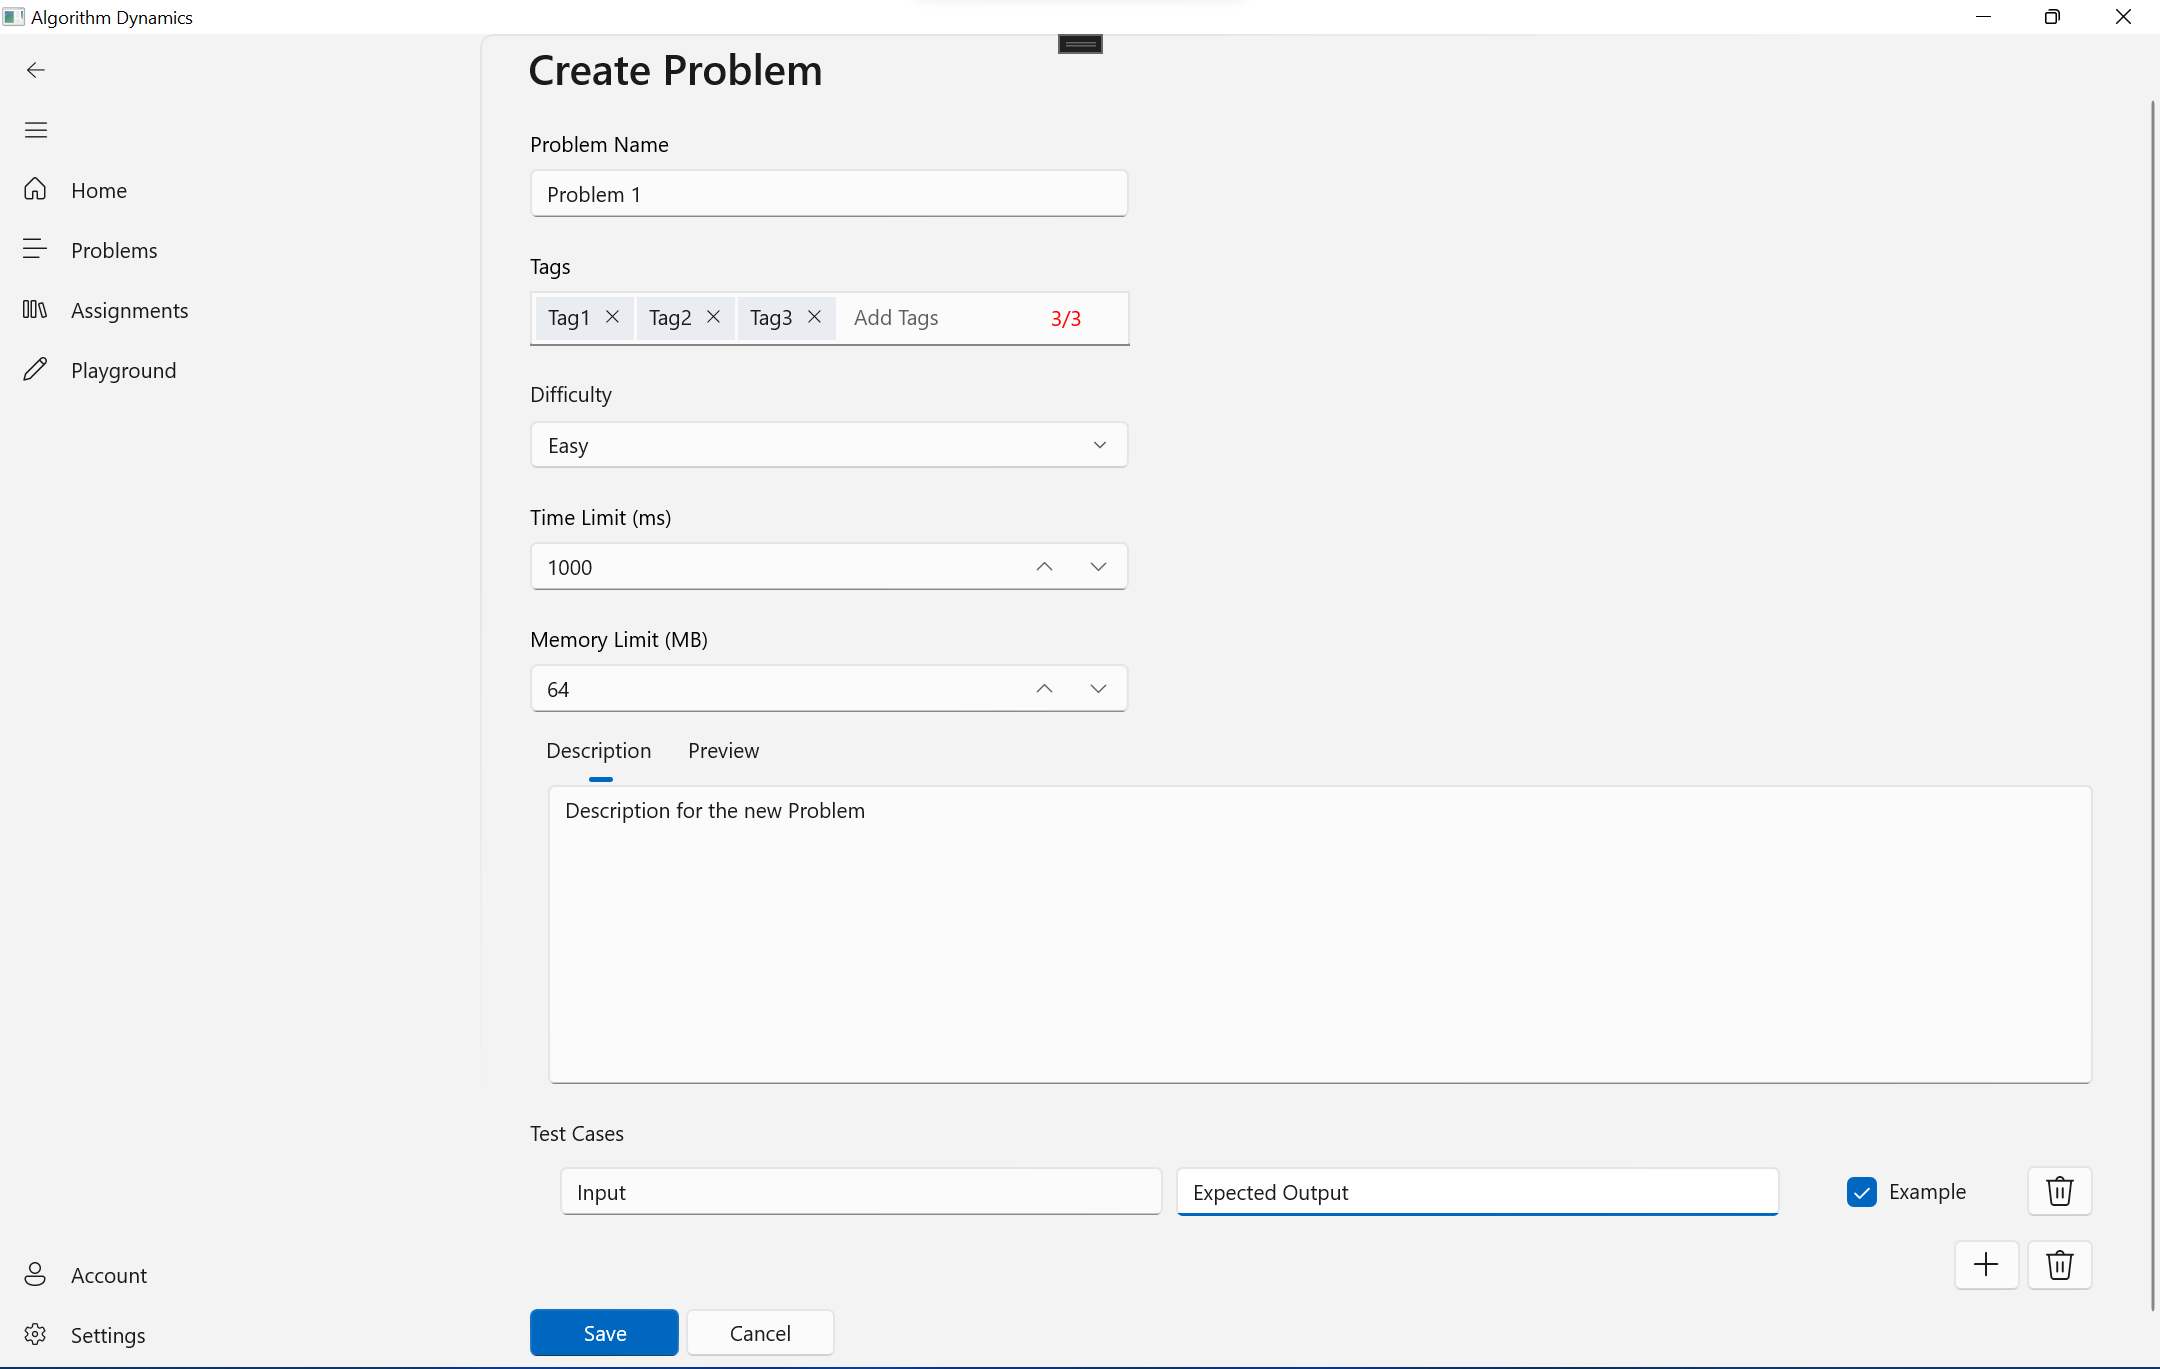 Algorithm Dynamics
Home
Problems
Assignments
Playground
Account
Settings
Create Problem
Problem Name
Problem 1
Tags
Tag1 Tag2 Tag3 Add Tags 3/3
Difficulty
Easy
Time Limit (ms)
1000
Memory Limit (MB)
64
Description Preview
Description for the new Problem
Test Cases
Input Expected Output Example
Save Cancel